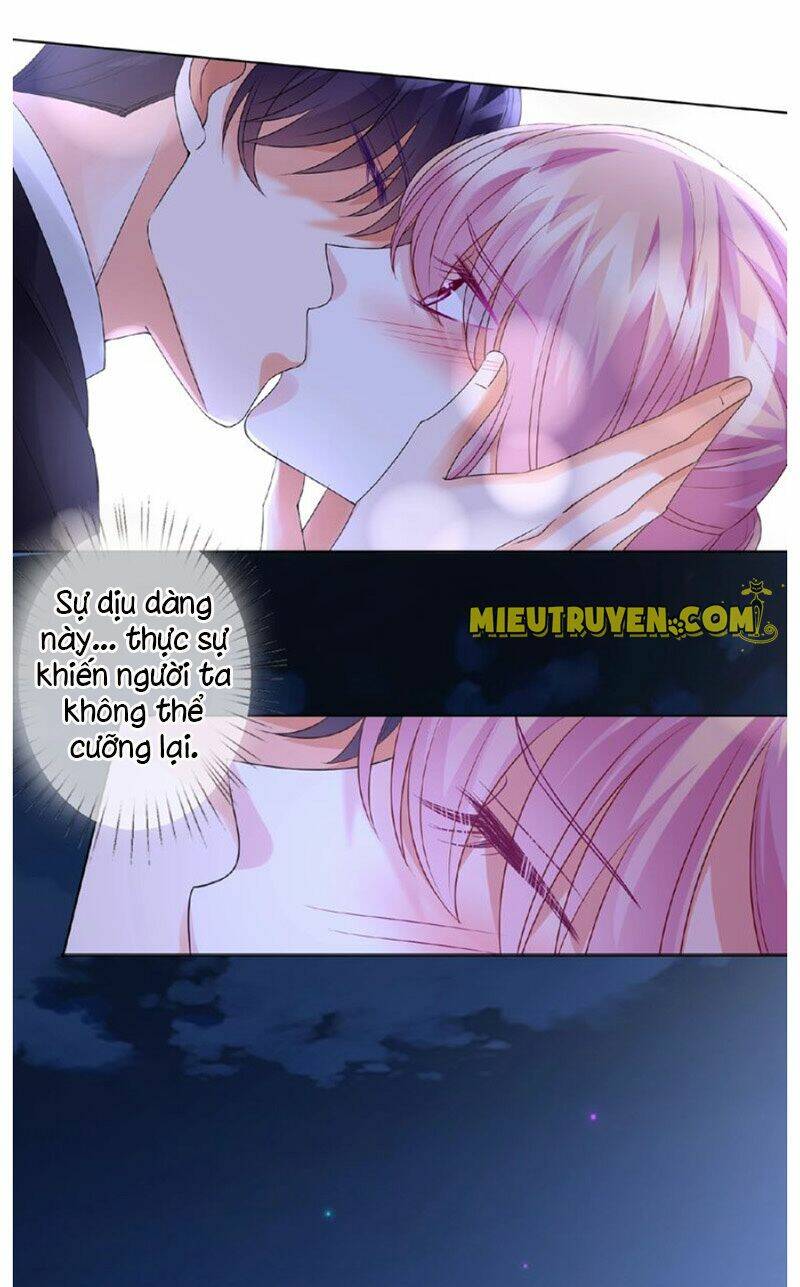 Sự dịu dàng
này... thực sự
khiến người ta
không thể
cưỡng lại.
MIEUTRUYEN.COM